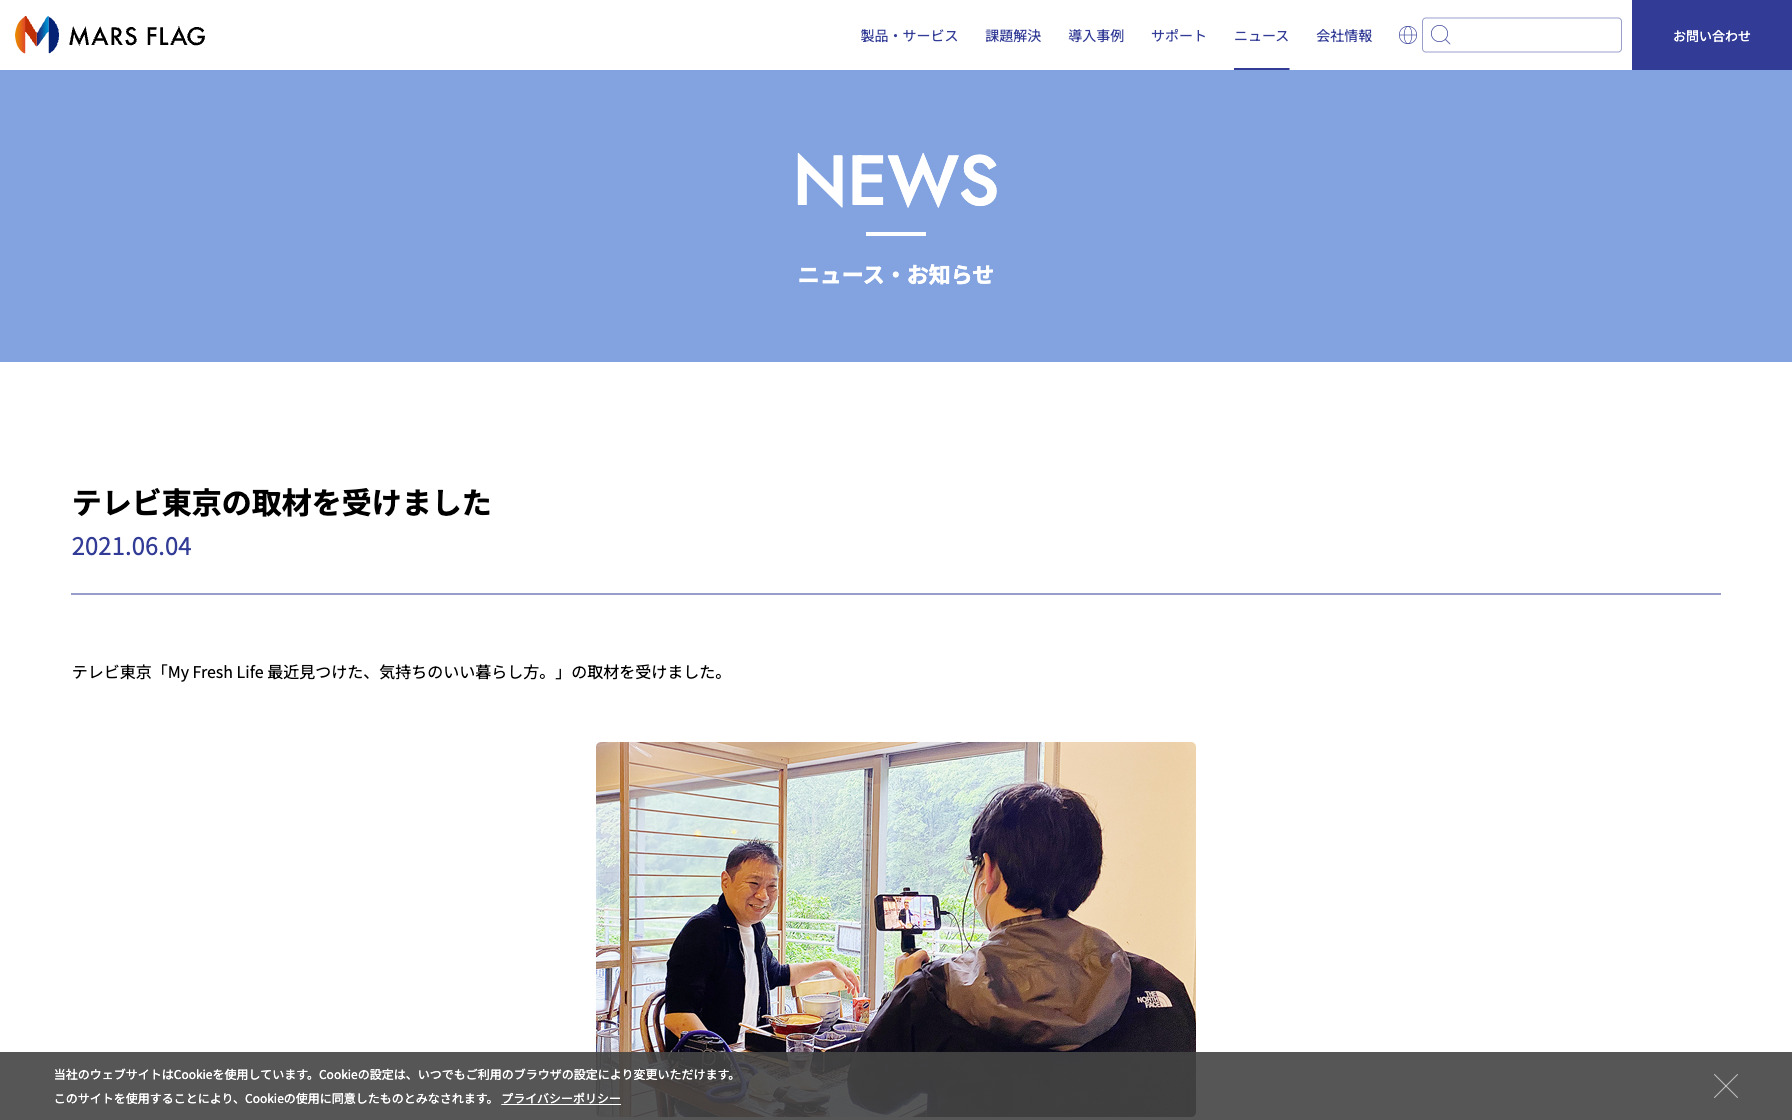 MARS FLAG
製品・サービス
課題解決
導入事例
サポート
ニュース
会社情報
お問い合わせ
NEWS
ニュース・お知らせ
テレビ東京の取材を受けました
2021.06.04
テレビ東京「My Fresh Life 最近見つけた、気持ちのいい暮らし方。」の取材を受けました。
THE
NORTH
FACE
当社のウェブサイトはCookieを使用しています。Cookieの設定は、いつでもご利用のブラウザの設定により変更いただけます。
このサイトを使用することにより、Cookieの使用に同意したものとみなされます。 プライバシーポリシー